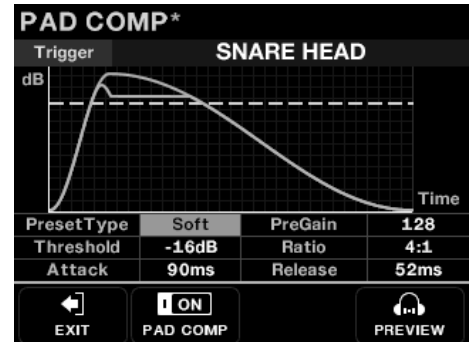 PAD COMP*
Trigger SNARE HEAD
dB
Time
PresetType Soft PreGain 128
Threshold -16dB Ratio 4:1
Attack 90ms Release 52ms
ON
EXIT PAD COMP PREVIEW